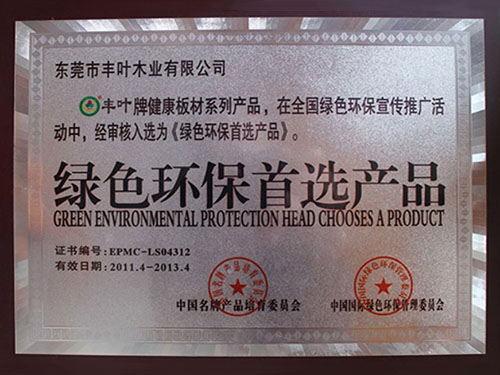 东莞市丰叶木业有限公司
丰叶牌健康板材系列产品，在全国绿色环保宣传推广活
动中，经审核入选为《绿色环保首选产品》。
绿色环保首选产品
GREEN ENVIRONMENTAL PROTECTION HEAD CHOOSES A PRODUCT
证书编号：EPMC-LS04312
有效日期：2011.4-2013.4
中国名牌产品培育委员会
中国国际绿色环保管理委员会